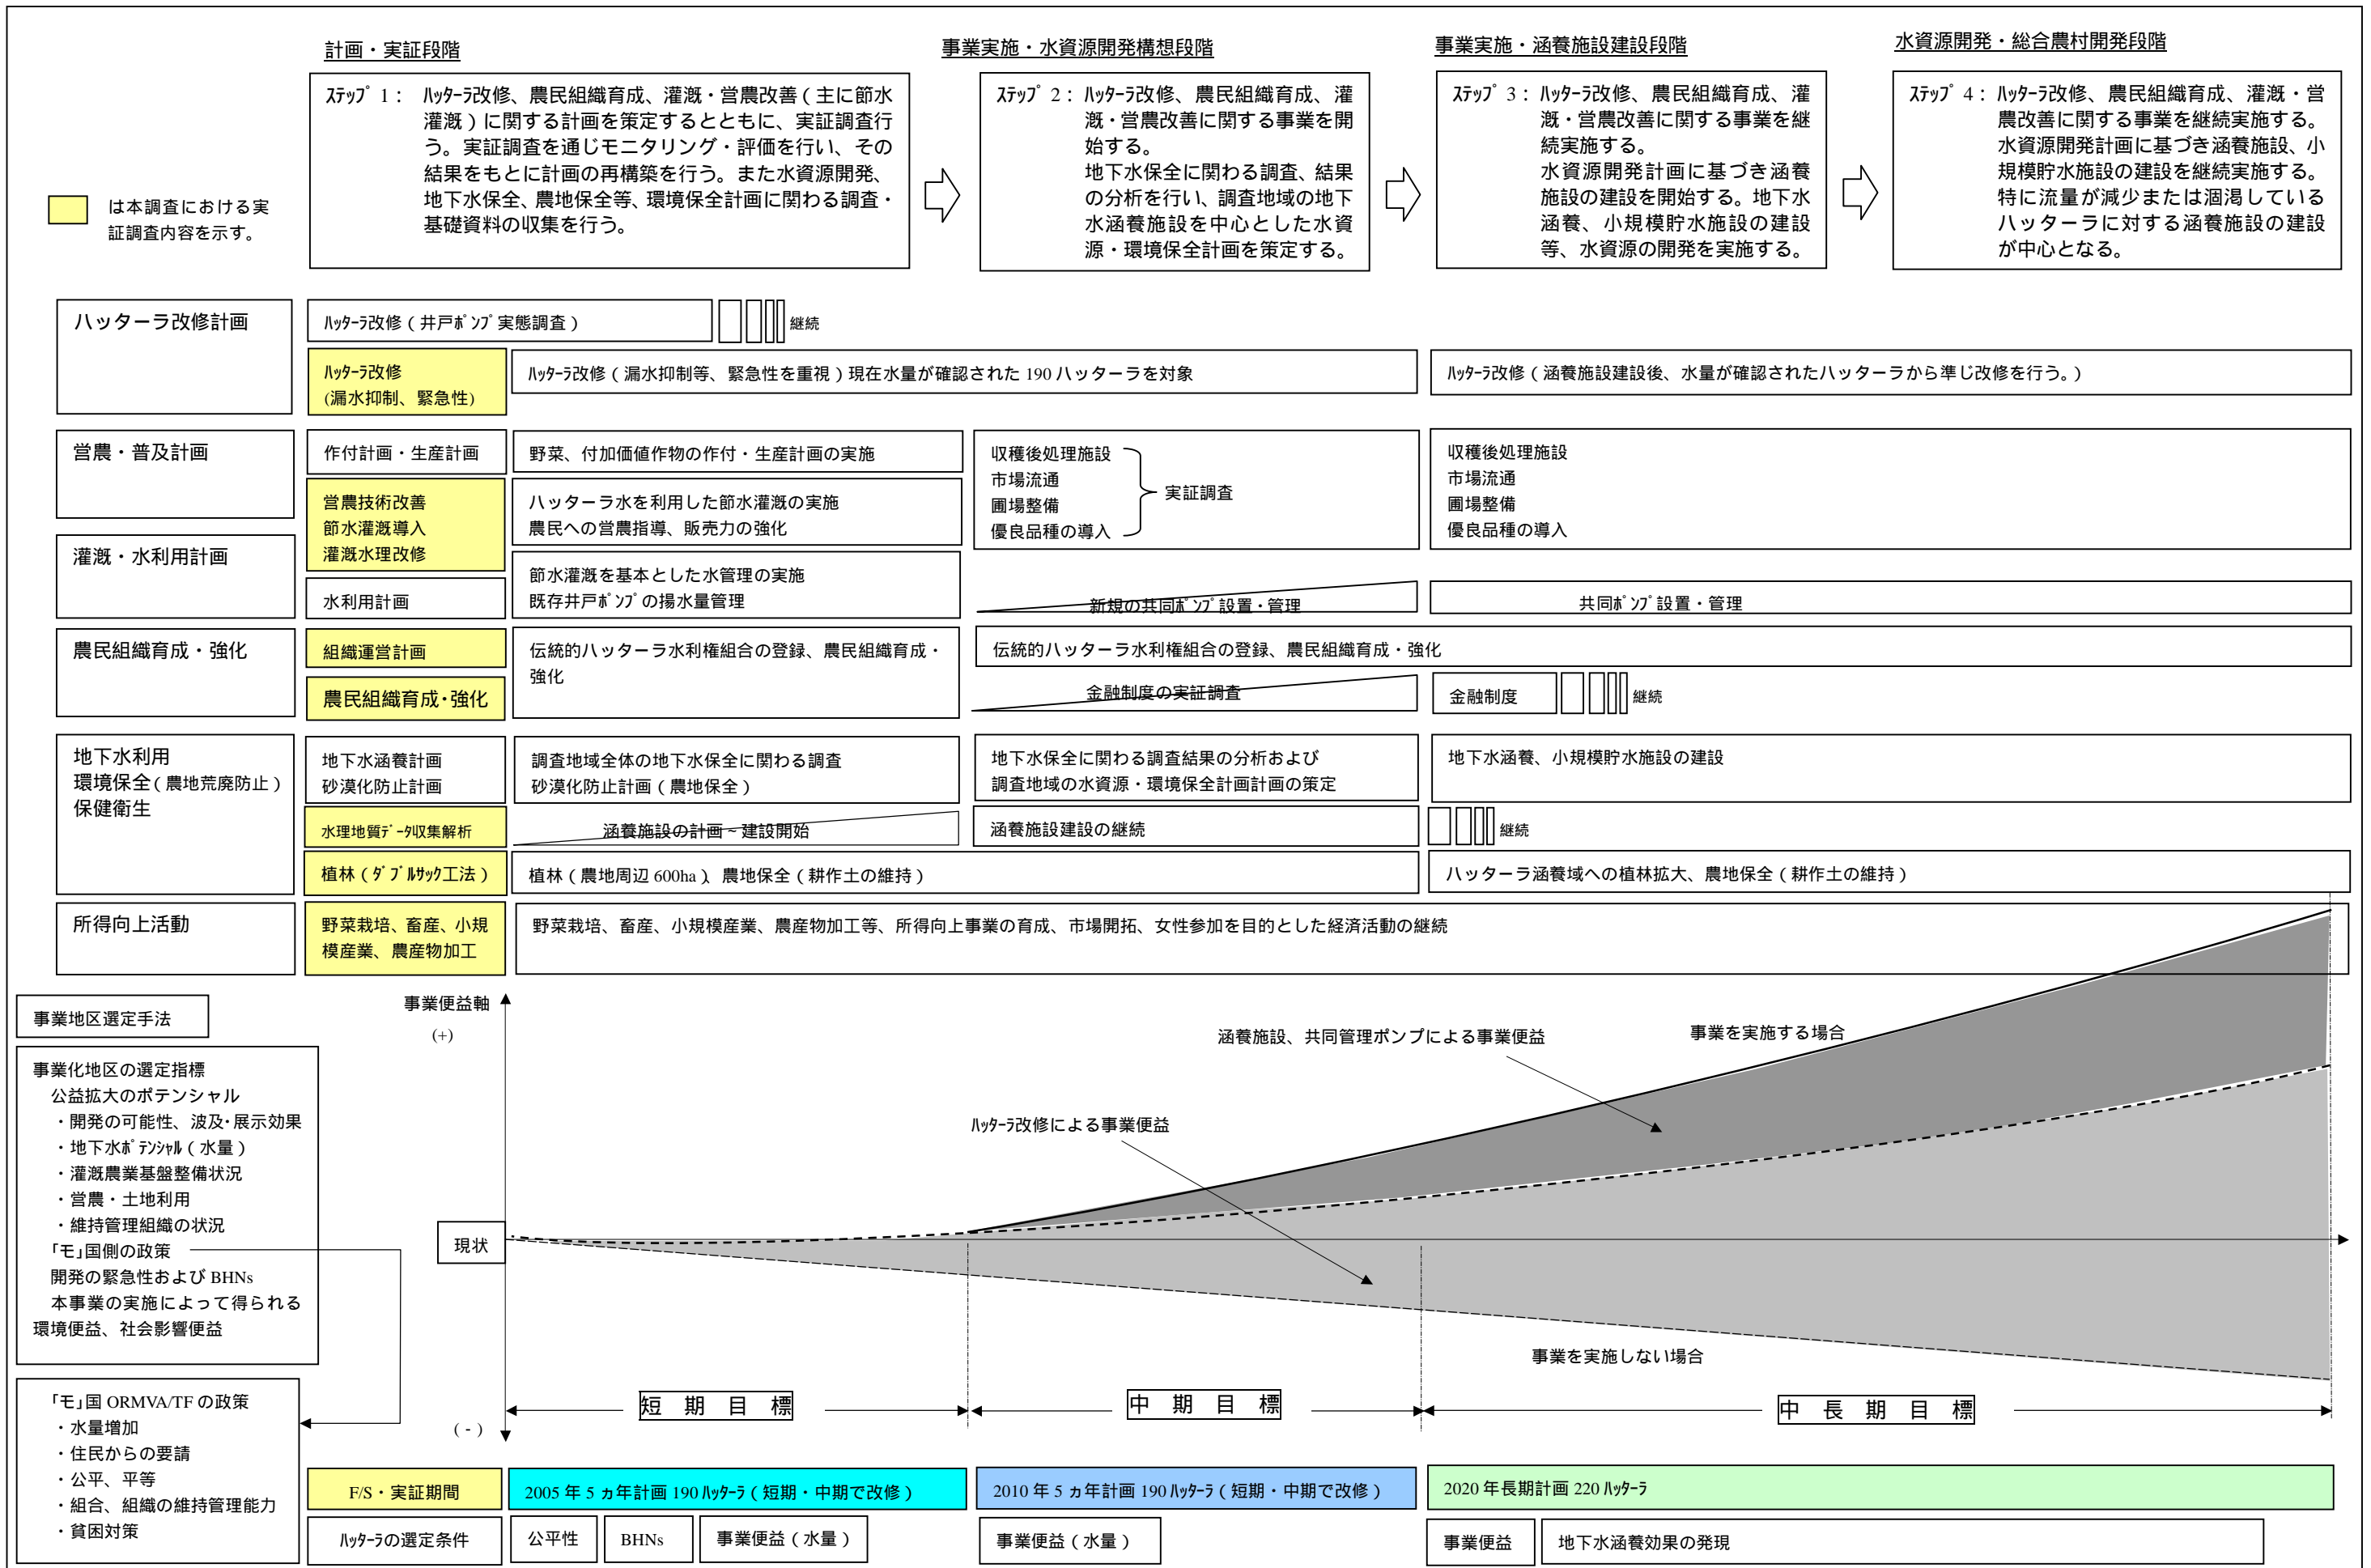 計画・実証段階
事業実施・水資源開発構想段階
事業実施・涵養施設建設段階
水資源開発・総合農村開発段階
ｽﾃｯﾌﾟ 1： ﾊｯﾀｰﾗ改修、農民組織育成、灌漑・営農改善（主に節水
灌漑）に関する計画を策定するとともに、実証調査行
う。実証調査を通じモニタリング・評価を行い、その
結果をもとに計画の再構築を行う。また水資源開発、
地下水保全、農地保全等、環境保全計画に関わる調査・
基礎資料の収集を行う。
ｽﾃｯﾌﾟ 2： ﾊｯﾀｰﾗ改修、農民組織育成、灌
漑・営農改善に関する事業を開
始する。
地下水保全に関わる調査、結果
の分析を行い、調査地域の地下
水涵養施設を中心とした水資
源・環境保全計画を策定する。
ｽﾃｯﾌﾟ 3： ﾊｯﾀｰﾗ改修、農民組織育成、灌
漑・営農改善に関する事業を継
続実施する。
水資源開発計画に基づき涵養
施設の建設を開始する。地下水
涵養、小規模貯水施設の建設
等、水資源の開発を実施する。
ｽﾃｯﾌﾟ 4： ﾊｯﾀｰﾗ改修、農民組織育成、灌漑・営
農改善に関する事業を継続実施する。
水資源開発計画に基づき涵養施設、小
規模貯水施設の建設を継続実施する。
特に流量が減少または涸渇している
ハッターラに対する涵養施設の建設
が中心となる。
は本調査における実
証調査内容を示す。
ハッターラ改修計画
ﾊｯﾀｰﾗ改修（井戸ﾎﾟﾝﾌﾟ実態調査）
継続
ﾊｯﾀｰﾗ改修
(漏水抑制、緊急性)
ﾊｯﾀｰﾗ改修（漏水抑制等、緊急性を重視）現在水量が確認された 190 ハッターラを対象
ﾊｯﾀｰﾗ改修（涵養施設建設後、水量が確認されたハッターラから準じ改修を行う。）
営農・普及計画
作付計画・生産計画
野菜、付加価値作物の作付・生産計画の実施
営農技術改善
節水灌漑導入
灌漑水理改修
ハッターラ水を利用した節水灌漑の実施
農民への営農指導、販売力の強化
収穫後処理施設
市場流通
圃場整備
優良品種の導入
実証調査
収穫後処理施設
市場流通
圃場整備
優良品種の導入
灌漑・水利用計画
水利用計画
節水灌漑を基本とした水管理の実施
既存井戸ﾎﾟﾝﾌﾟの揚水量管理
新規の共同ﾎﾟﾝﾌﾟ設置・管理
共同ﾎﾟﾝﾌﾟ設置・管理
農民組織育成・強化
組織運営計画
農民組織育成・強化
伝統的ハッターラ水利権組合の登録、農民組織育成・
強化
伝統的ハッターラ水利権組合の登録、農民組織育成・強化
金融制度の実証調査
金融制度
継続
地下水利用
環境保全（農地荒廃防止）
保健衛生
地下水涵養計画
砂漠化防止計画
調査地域全体の地下水保全に関わる調査
砂漠化防止計画（農地保全）
地下水保全に関わる調査結果の分析および
調査地域の水資源・環境保全計画計画の策定
地下水涵養、小規模貯水施設の建設
水理地質ﾃﾞｰﾀ収集解析
涵養施設の計画～建設開始
涵養施設建設の継続
継続
植林（ﾀﾞﾌﾞﾙｻｯｸ工法）
植林（農地周辺 600ha）、農地保全（耕作土の維持）
ハッターラ涵養域への植林拡大、農地保全（耕作土の維持）
所得向上活動
野菜栽培、畜産、小規
模産業、農産物加工
野菜栽培、畜産、小規模産業、農産物加工等、所得向上事業の育成、市場開拓、女性参加を目的とした経済活動の継続
事業地区選定手法
事業化地区の選定指標
公益拡大のポテンシャル
・開発の可能性、波及・展示効果
・地下水ﾎﾟﾃﾝｼｬﾙ（水量）
・灌漑農業基盤整備状況
・営農・土地利用
・維持管理組織の状況
「モ」国側の政策
開発の緊急性および BHNs
本事業の実施によって得られる
環境便益、社会影響便益
「モ」国 ORMVA/TF の政策
・水量増加
・住民からの要請
・公平、平等
・組合、組織の維持管理能力
・貧困対策
事業便益軸
(+)
現状
(-)
涵養施設、共同管理ポンプによる事業便益
事業を実施する場合
ﾊｯﾀｰﾗ改修による事業便益
事業を実施しない場合
短 期 目 標
中 期 目 標
中 長 期 目 標
F/S・実証期間
2005 年 5 ヵ年計画 190 ﾊｯﾀｰﾗ（短期・中期で改修）
2010 年 5 ヵ年計画 190 ﾊｯﾀｰﾗ（短期・中期で改修）
2020 年長期計画 220 ﾊｯﾀｰﾗ
ﾊｯﾀｰﾗの選定条件
公平性
BHNs
事業便益（水量）
事業便益（水量）
事業便益
地下水涵養効果の発現